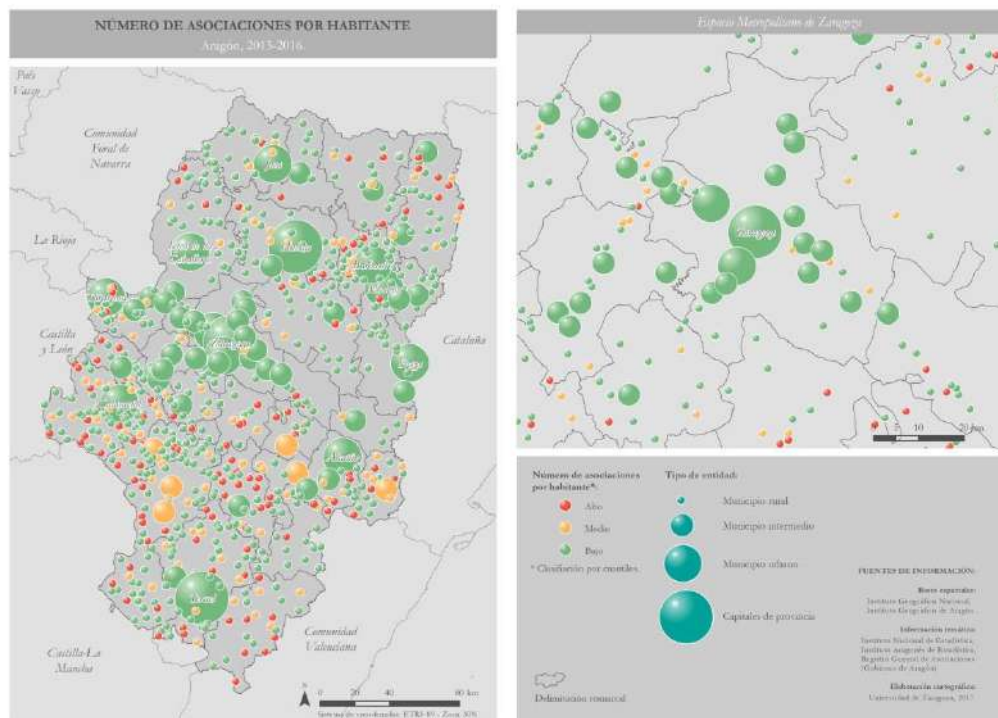 NÚMERO DE ASOCIACIONES POR HABITANTE
Aragón, 2015-2016.
País
Vasco
Comunidad
Foral de
Navarra
La Rioja
Castilla
y León
Cataluña
Comunidad
Valenciana
Castilla-La
Mancha
Jaca
Huesca
Zaragoza
Teruel
N
0 20 40 80 km
Espacio Metropolitano de Zaragoza
Zaragoza
0 5 10 20 km
Número de asociaciones
por habitante*:
Alto
Medio
Bajo
* Clasificación por cuantiles.
Delimitación comarcal
Tipo de entidad:
Municipio rural
Municipio intermedio
Municipio urbano
Capitales de provincia
FUENTES DE INFORMACIÓN:
Bases espaciales:
Instituto Geográfico Nacional,
Instituto Geográfico de Aragón.
Información temática:
Instituto Nacional de Estadística,
Instituto Aragonés de Estadística,
Registro General de Asociaciones
(Gobierno de Aragón)
Elaboración cartográfica:
Universidad de Zaragoza, 2017.